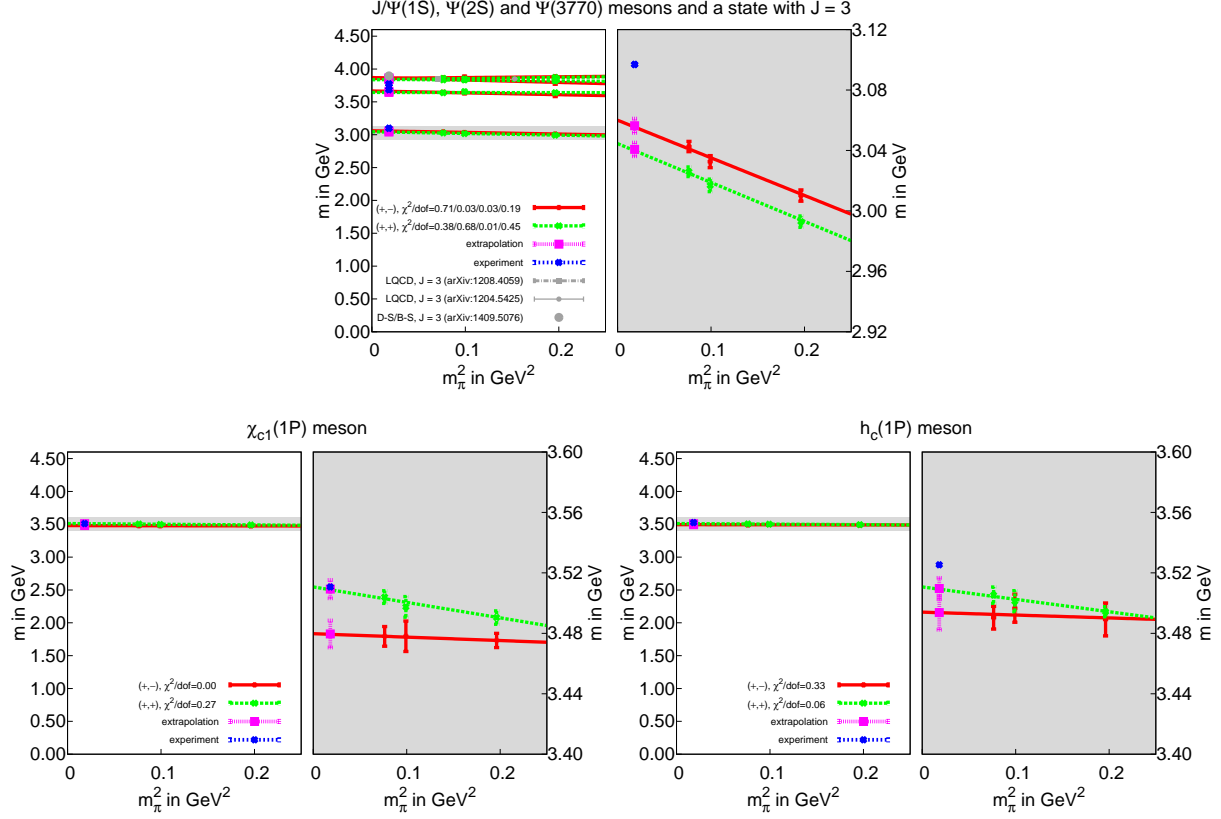 J/Ψ(1S), Ψ(2S) and Ψ(3770) mesons and a state with J = 3
4.50
4.00
3.50
3.00
2.50
2.00
1.50
1.00
0.50
0.00
m in GeV
(+,−), χ²/dof=0.71/0.03/0.03/0.19
(+,+), χ²/dof=0.38/0.68/0.01/0.45
extrapolation
experiment
LQCD, J = 3 (arXiv:1208.4059)
LQCD, J = 3 (arXiv:1204.5425)
D-S/B-S, J = 3 (arXiv:1409.5076)
0 0.1 0.2
m²π in GeV²
3.12
3.08
3.04
3.00
2.96
2.92
m in GeV
0 0.1 0.2
m²π in GeV²
χc1(1P) meson
4.50
4.00
3.50
3.00
2.50
2.00
1.50
1.00
0.50
0.00
m in GeV
(+,−), χ²/dof=0.00
(+,+), χ²/dof=0.27
extrapolation
experiment
0 0.1 0.2
m²π in GeV²
3.60
3.56
3.52
3.48
3.44
3.40
m in GeV
0 0.1 0.2
m²π in GeV²
hc(1P) meson
4.50
4.00
3.50
3.00
2.50
2.00
1.50
1.00
0.50
0.00
m in GeV
(+,−), χ²/dof=0.33
(+,+), χ²/dof=0.06
extrapolation
experiment
0 0.1 0.2
m²π in GeV²
3.60
3.56
3.52
3.48
3.44
3.40
m in GeV
0 0.1 0.2
m²π in GeV²